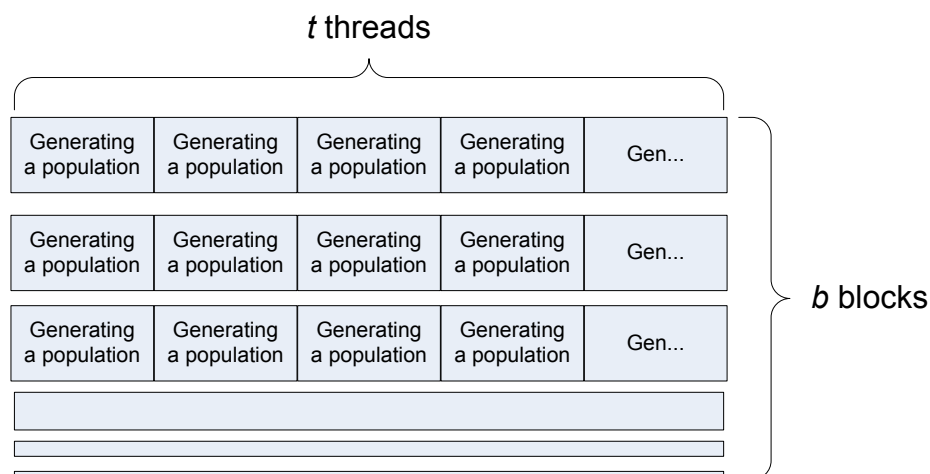 t threads
Generating
a population
Generating
a population
Generating
a population
Generating
a population
Gen...
Generating
a population
Generating
a population
Generating
a population
Generating
a population
Gen...
b blocks
Generating
a population
Generating
a population
Generating
a population
Generating
a population
Gen...